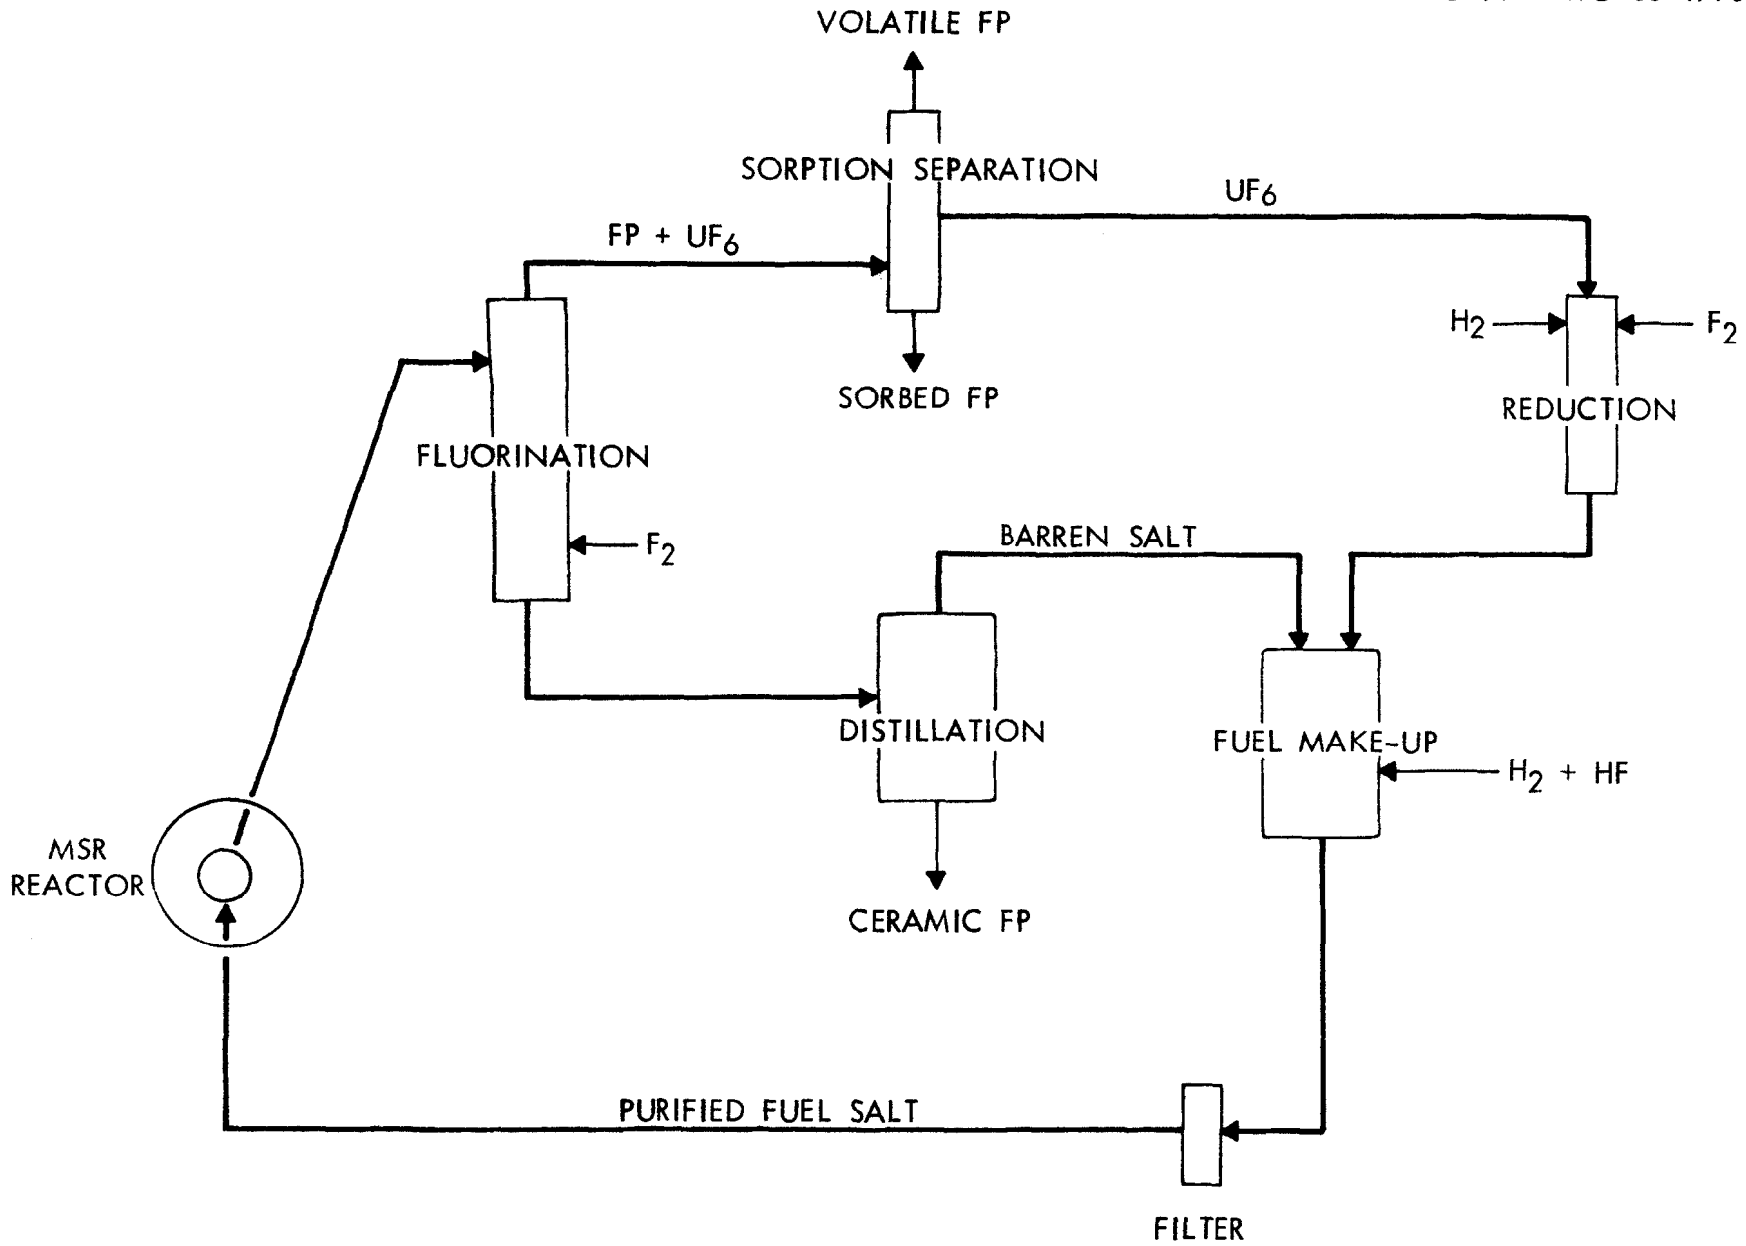 VOLATILE FP
SORPTION SEPARATION
UF6
FP + UF6
H2
F2
SORBED FP
REDUCTION
FLUORINATION
F2
BARREN SALT
DISTILLATION
FUEL MAKE-UP
H2 + HF
MSR
REACTOR
CERAMIC FP
PURIFIED FUEL SALT
FILTER